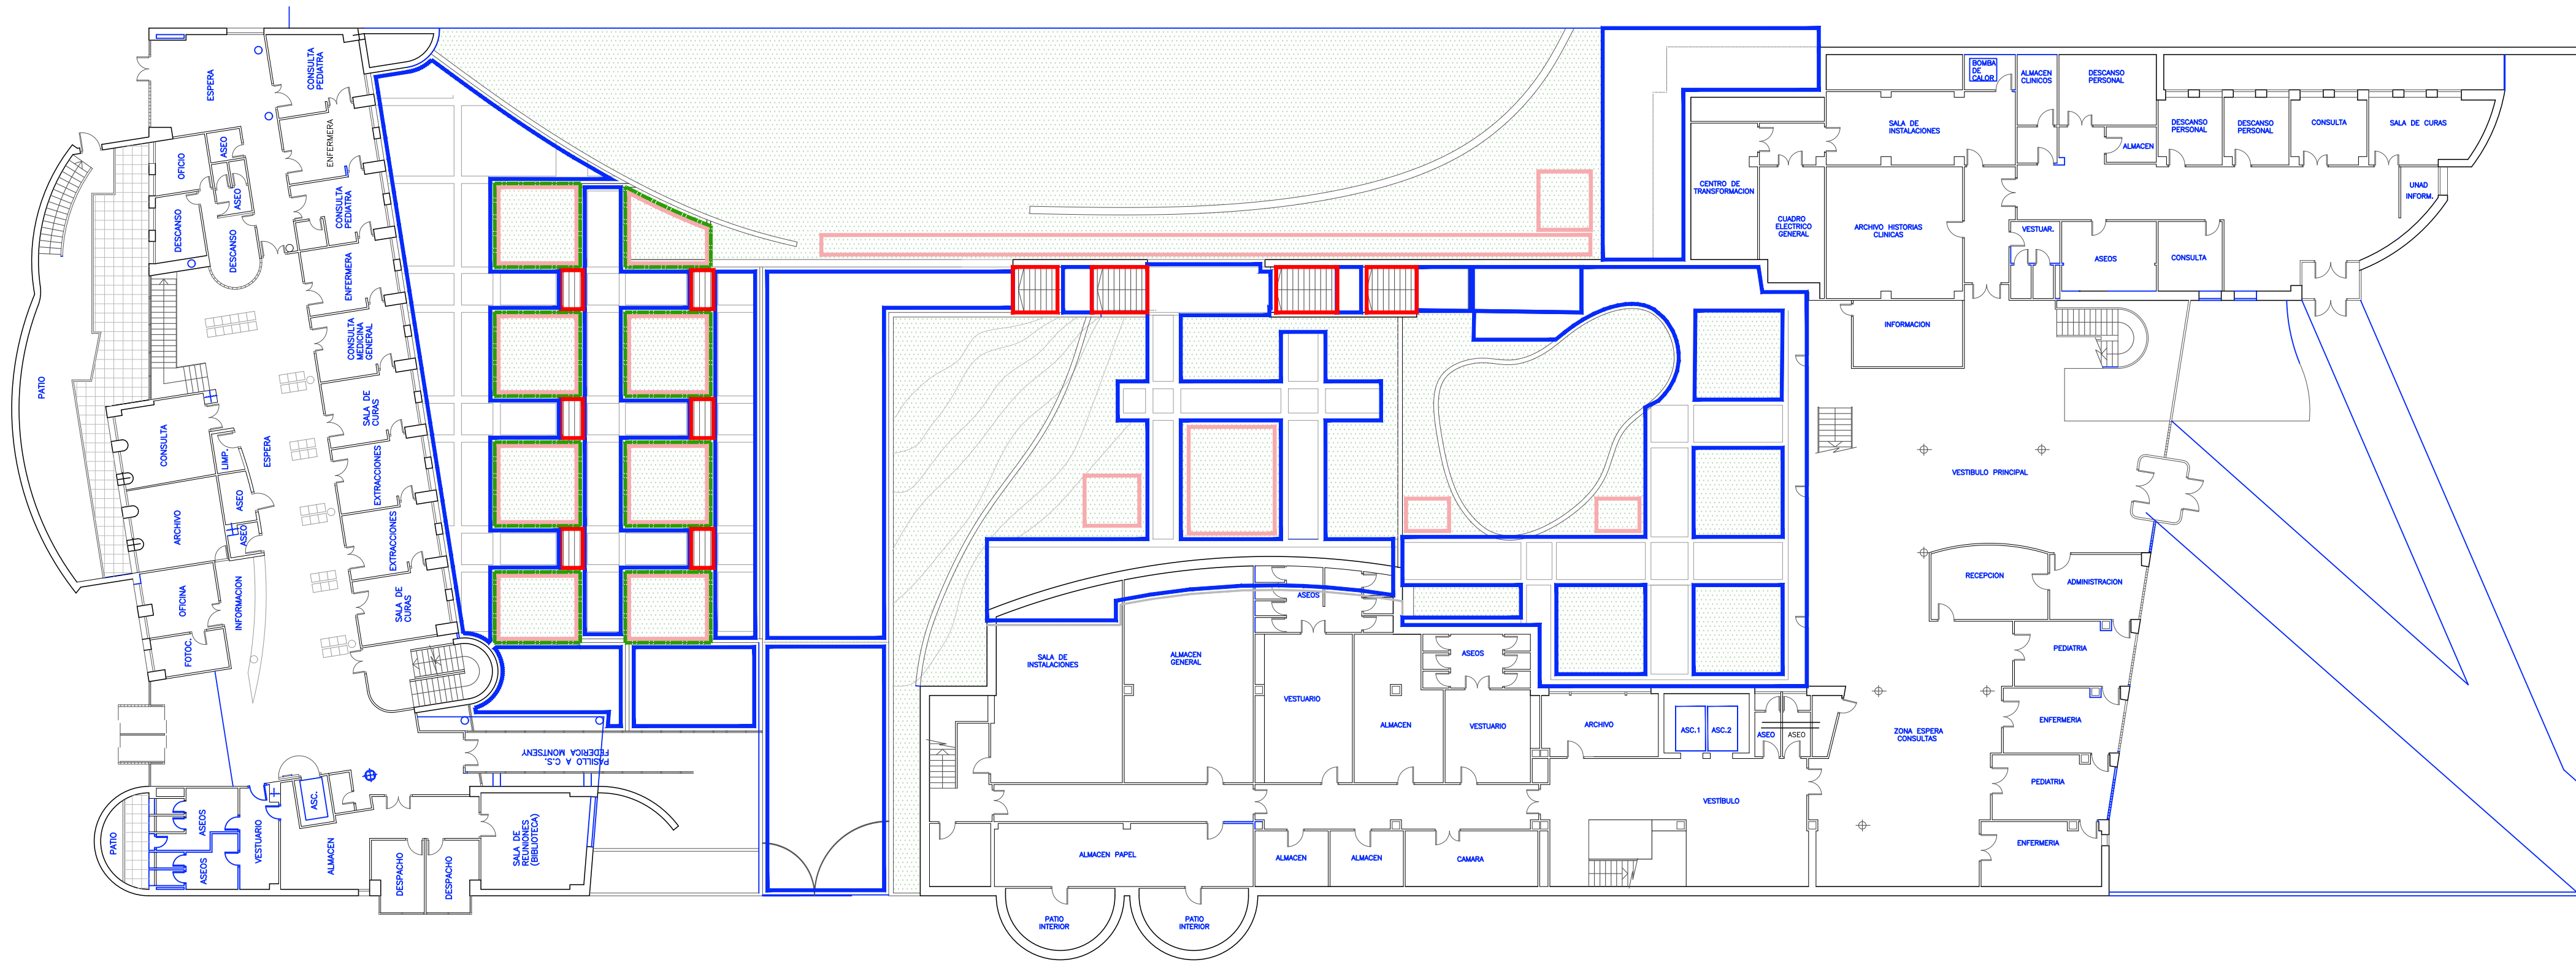 ESPERA
CONSULTA
PEDIATRA
ENFERMERA
CONSULTA
PEDIATRA
ENFERMERA
CONSULTA
MEDICINA
GENERAL
SALA DE
CURAS
EXTRACCIONES
EXTRACCIONES
SALA DE
CURAS
OFICIO
ASEO
ASEO
DESCANSO
DESCANSO
PATIO
CONSULTA
LIMP.
ESPERA
ASEO
ASEO
ARCHIVO
OFICINA
INFORMACION
FOTOC.
PASILLO A C.S.
FEDERICA MONTSENY
PATIO
ASEOS
ASEOS
VESTUARIO
ASC.
ALMACEN
DESPACHO
DESPACHO
SALA DE
REUNIONES
(BIBLIOTECA)
SALA DE
INSTALACIONES
ALMACEN
GENERAL
ASEOS
VESTUARIO
ALMACEN
ASEOS
VESTUARIO
ARCHIVO
ASC.1
ASC.2
ASEO
ASEO
ALMACEN PAPEL
ALMACEN
ALMACEN
CAMARA
VESTÍBULO
PATIO
INTERIOR
PATIO
INTERIOR
CENTRO DE
TRANSFORMACION
CUADRO
ELECTRICO
GENERAL
SALA DE
INSTALACIONES
ARCHIVO HISTORIAS
CLINICAS
BOMBA
DE
CALOR
ALMACEN
CLINICOS
DESCANSO
PERSONAL
ALMACEN
DESCANSO
PERSONAL
DESCANSO
PERSONAL
CONSULTA
SALA DE CURAS
UNAD
INFORM.
VESTUAR.
ASEOS
CONSULTA
INFORMACION
VESTIBULO PRINCIPAL
RECEPCION
ADMINISTRACION
PEDIATRIA
ENFERMERIA
ZONA ESPERA
CONSULTAS
PEDIATRIA
ENFERMERIA